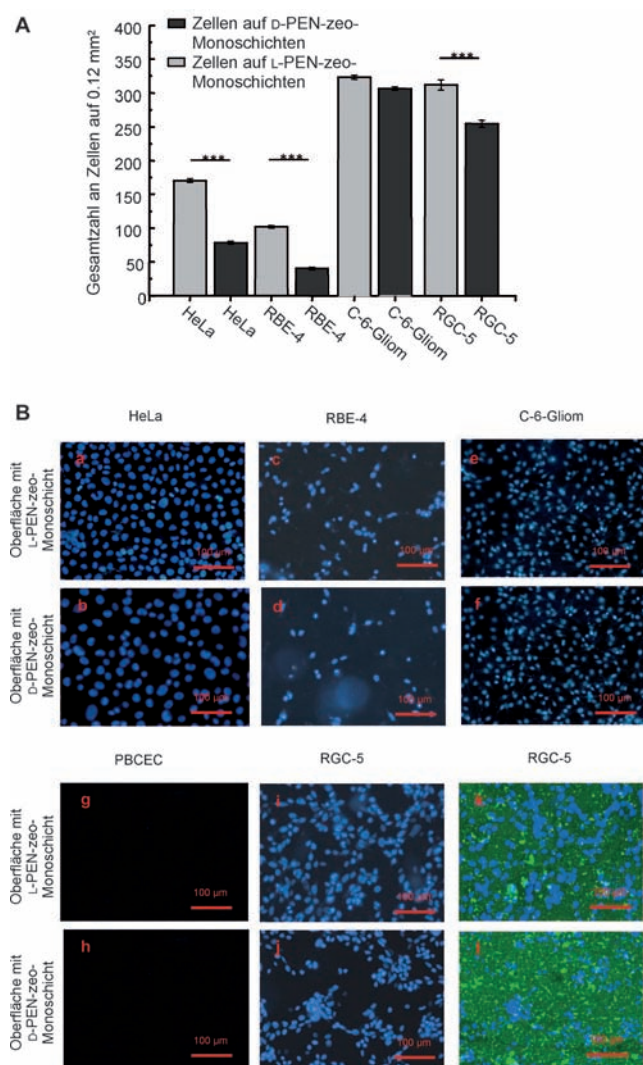 A
Zellen auf D-PEN-zeo-
Monoschichten
Zellen auf L-PEN-zeo-
Monoschichten
Gesamtzahl an Zellen auf 0.12 mm²
400
350
300
250
200
150
100
50
0
***
***
***
HeLa
HeLa
RBE-4
RBE-4
C-6-Gliom
C-6-Gliom
RGC-5
RGC-5
B
HeLa
RBE-4
C-6-Gliom
Oberfläche mit
L-PEN-zeo-
Monoschicht
a
100 µm
c
100 µm
e
100 µm
Oberfläche mit
D-PEN-zeo-
Monoschicht
b
100 µm
d
100 µm
f
100 µm
PBCEC
RGC-5
RGC-5
Oberfläche mit
L-PEN-zeo-
Monoschicht
g
100 µm
i
100 µm
k
100 µm
Oberfläche mit
D-PEN-zeo-
Monoschicht
h
100 µm
j
100 µm
l
100 µm